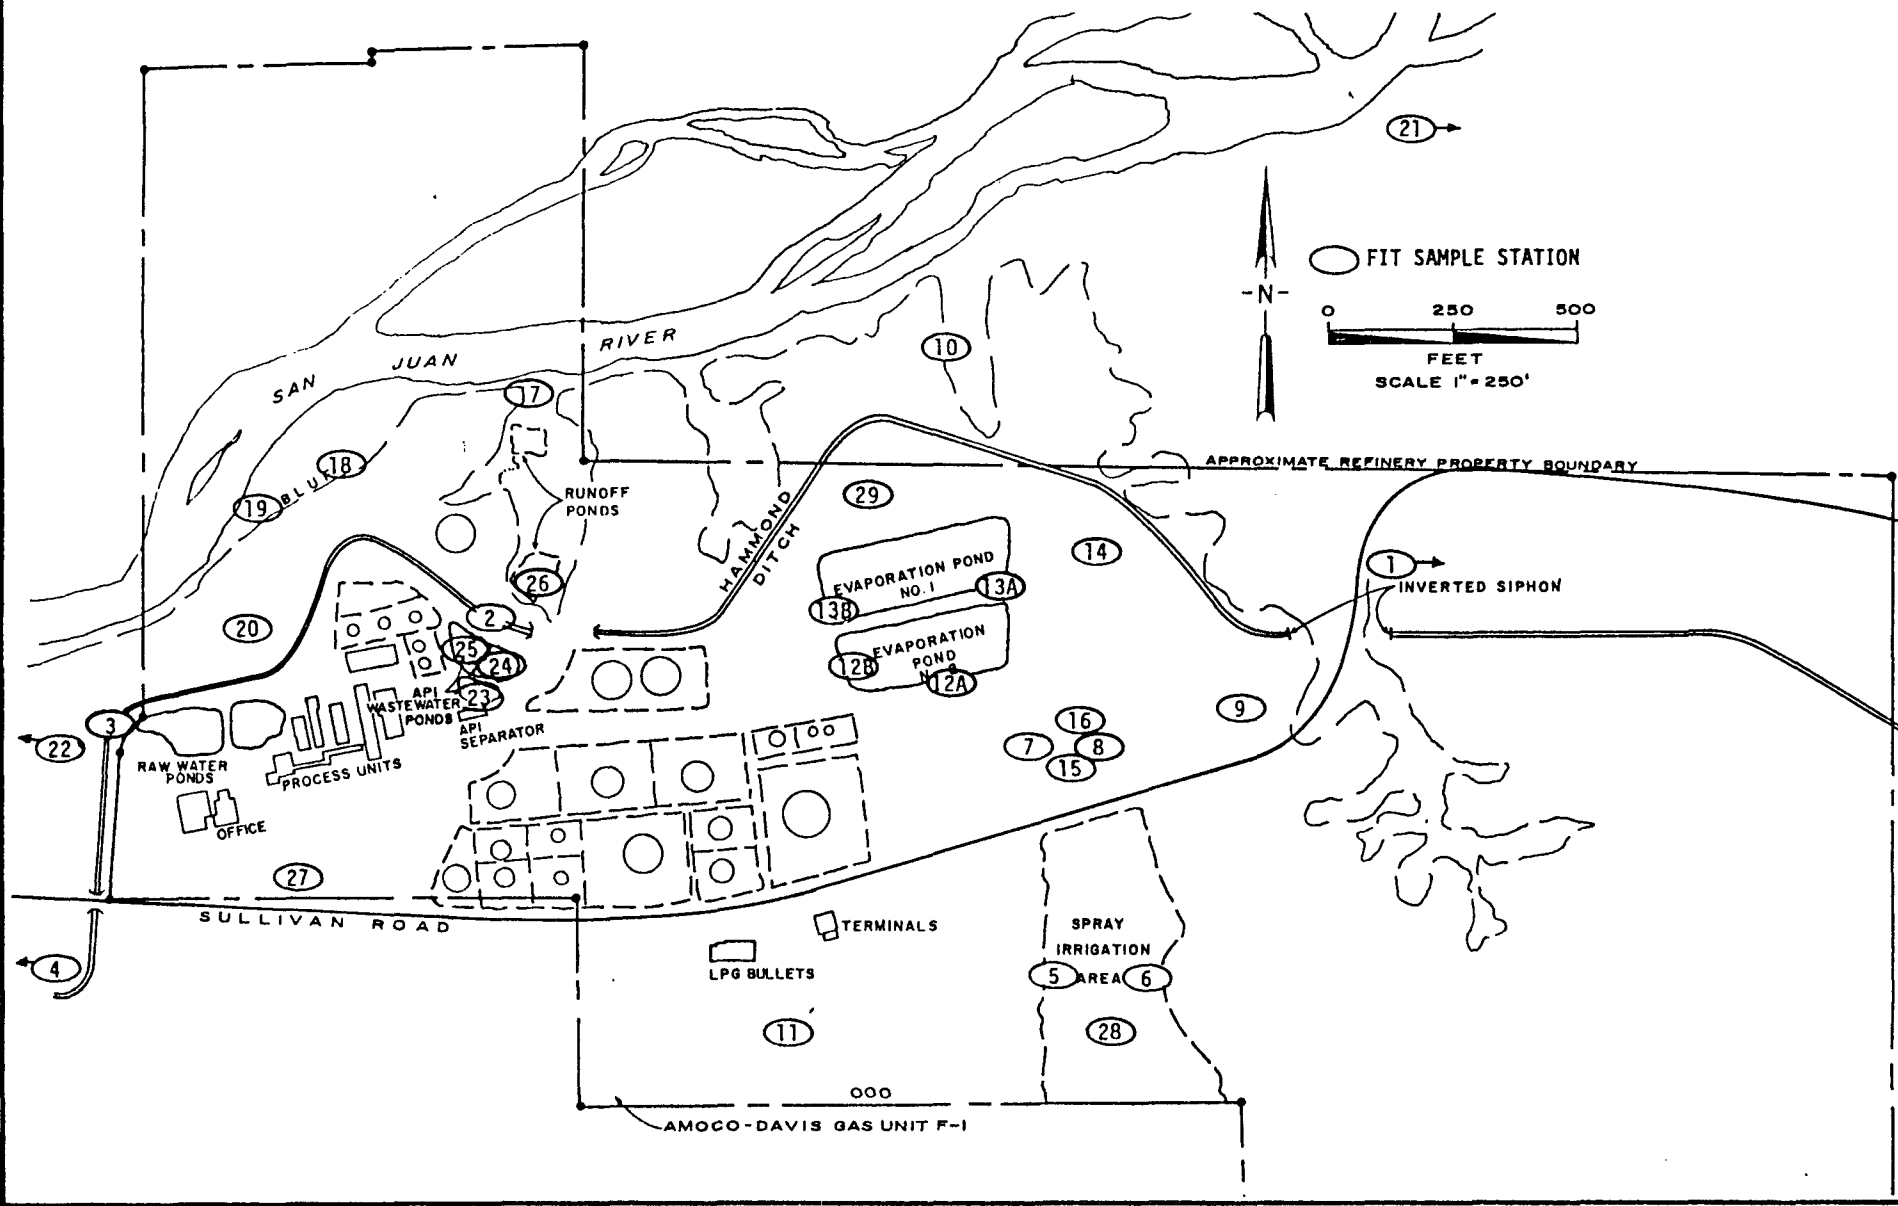 21
FIT SAMPLE STATION
-N-
0 250 500
FEET
SCALE 1"=250'
SAN JUAN RIVER
10
17
18
BLUFF
19
RUNOFF
PONDS
HAMMOND
DITCH
29
APPROXIMATE REFINERY PROPERTY BOUNDARY
14
1
INVERTED SIPHON
EVAPORATION POND
NO. 1
13A
13B
EVAPORATION
POND
12B
12A
26
2
20
25
24
23
API
WASTEWATER
PONDS
API
SEPARATOR
3
22
RAW WATER
PONDS
PROCESS UNITS
OFFICE
9
16
7
8
15
27
SULLIVAN ROAD
4
TERMINALS
LPG BULLETS
SPRAY
IRRIGATION
AREA
5
6
11
28
000
AMOCO-DAVIS GAS UNIT F-1